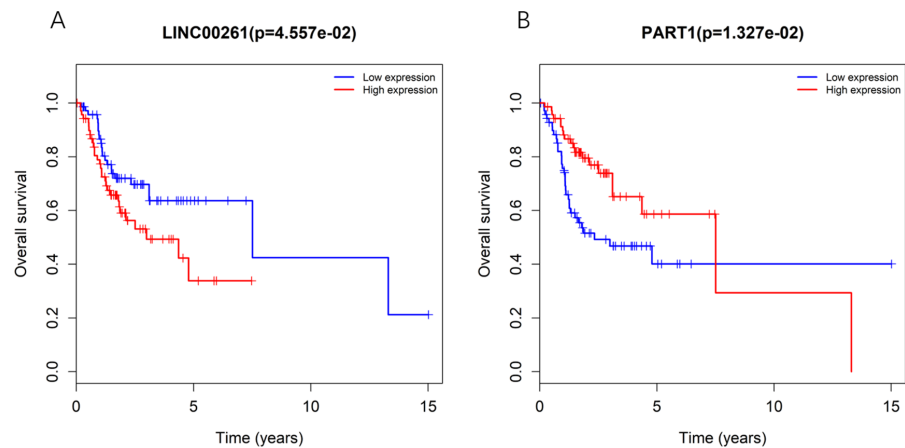 A
LINC00261(p=4.557e-02)
Low expression
High expression
Overall survival
1.0
0.8
0.6
0.4
0.2
0.0
0
5
10
15
Time (years)
B
PART1(p=1.327e-02)
Low expression
High expression
Overall survival
1.0
0.8
0.6
0.4
0.2
0.0
0
5
10
15
Time (years)